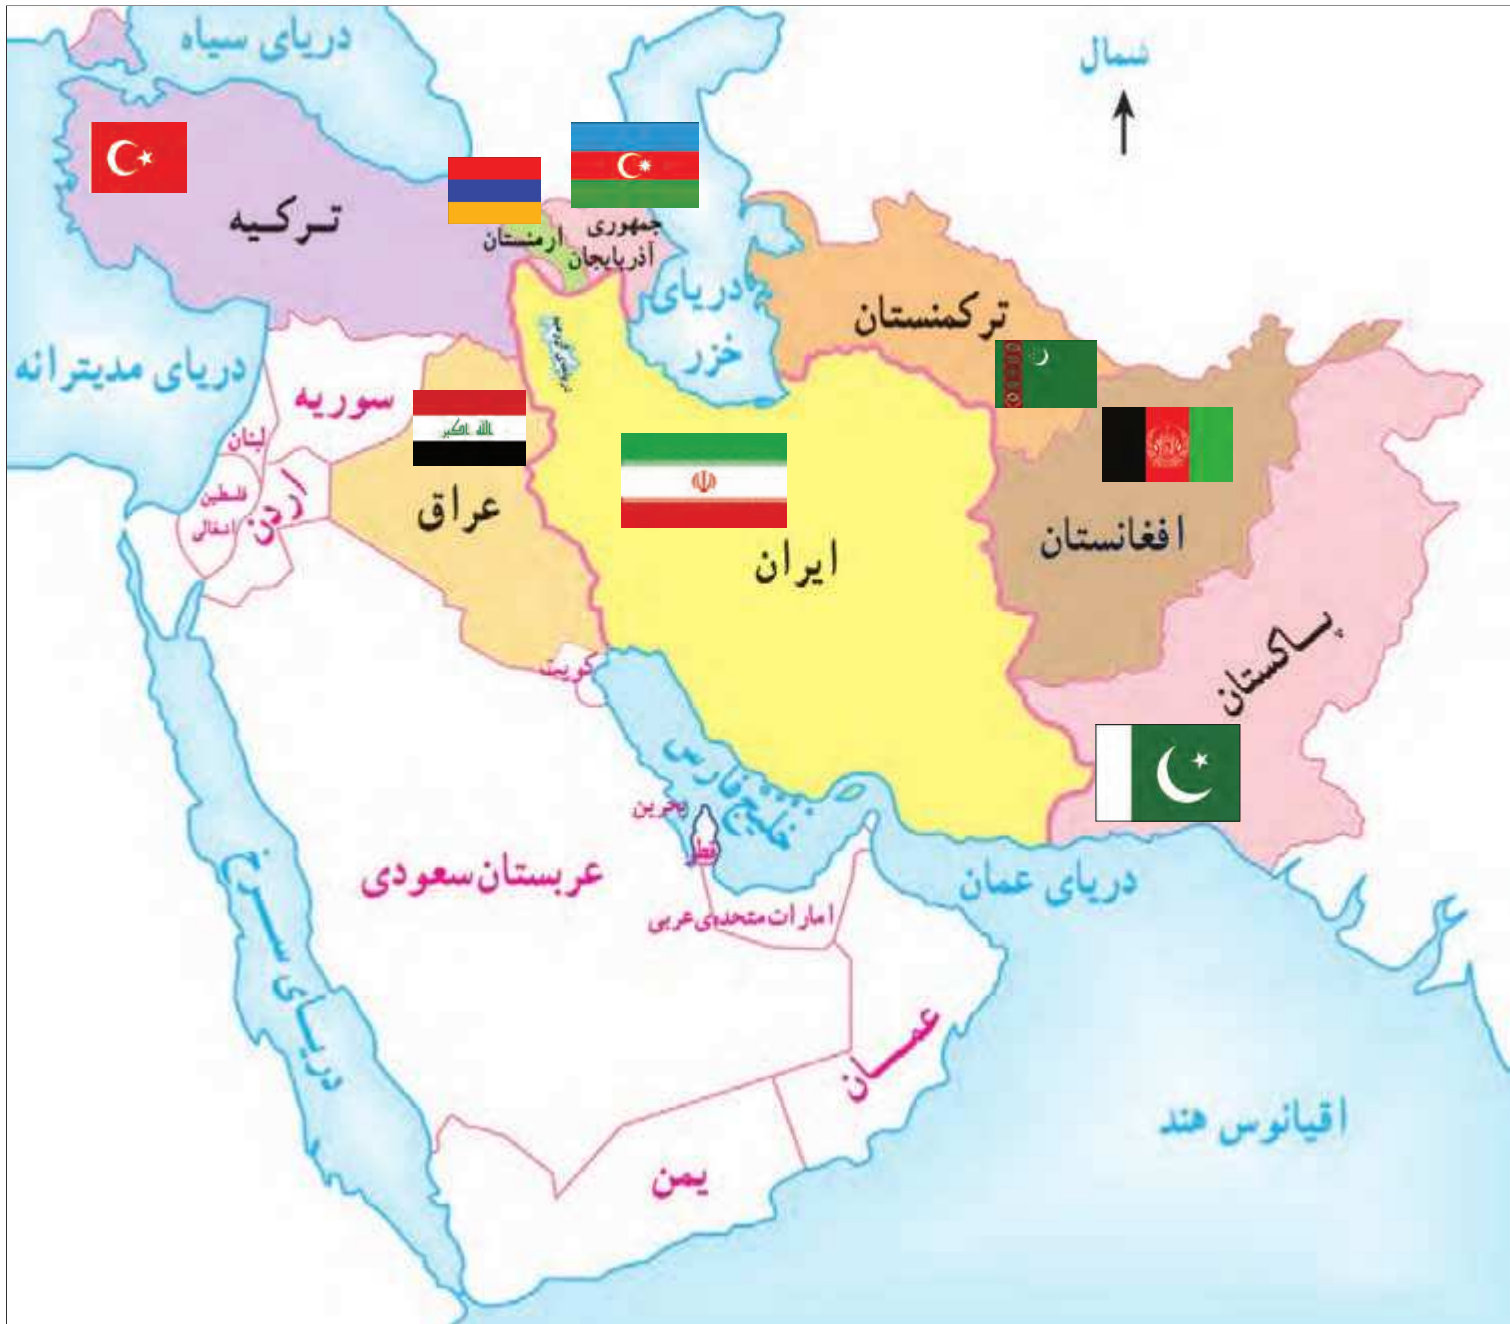 دریای سیاه
شمال
ترکیه
ارمنستان
جمهوری
آذربایجان
دریای
خزر
ترکمنستان
دریای مدیترانه
سوریه
لبنان
فلسطین
اشغالی
اردن
عراق
الله اكبر
ایران
افغانستان
پاکستان
کویت
خلیج فارس
بحرین
قطر
عربستان سعودی
امارات متحده‌ی عربی
دریای عمان
دریای سرخ
عمان
یمن
اقیانوس هند